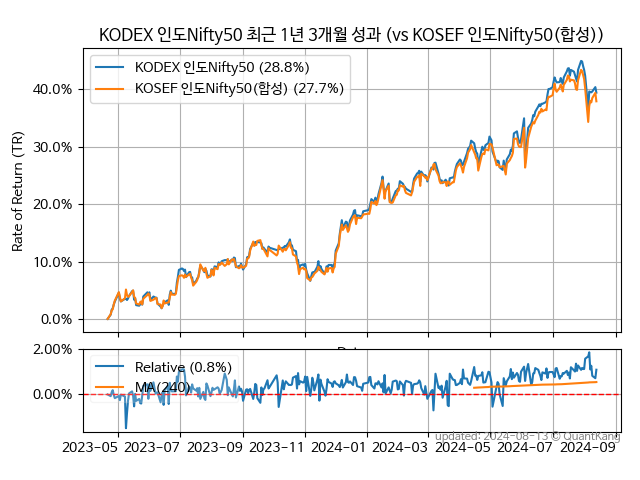 KODEX 인도Nifty50 최근 1년 3개월 성과 (vs KOSEF 인도Nifty50(합성))
KODEX 인도Nifty50 (28.8%)
KOSEF 인도Nifty50(합성) (27.7%)
Rate of Return (TR)
40.0%
30.0%
20.0%
10.0%
0.0%
2.00%
0.00%
Relative (0.8%)
MA(240)
2023-05 2023-07 2023-09 2023-11 2024-01 2024-03 2024-05 2024-07 2024-09
updated: 2024-08-13 © QuantKang